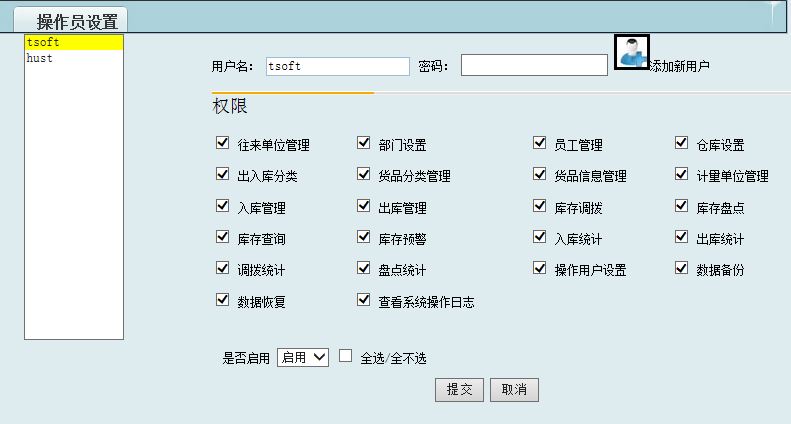 操作员设置
tsoft
hust
用户名： tsoft 密码： 添加新用户
权限
往来单位管理 部门设置 员工管理 仓库设置
出入库分类 货品分类管理 货品信息管理 计量单位管理
入库管理 出库管理 库存调拨 库存盘点
库存查询 库存预警 入库统计 出库统计
调拨统计 盘点统计 操作用户设置 数据备份
数据恢复 查看系统操作日志
是否启用 启用 全选/全不选
提交 取消